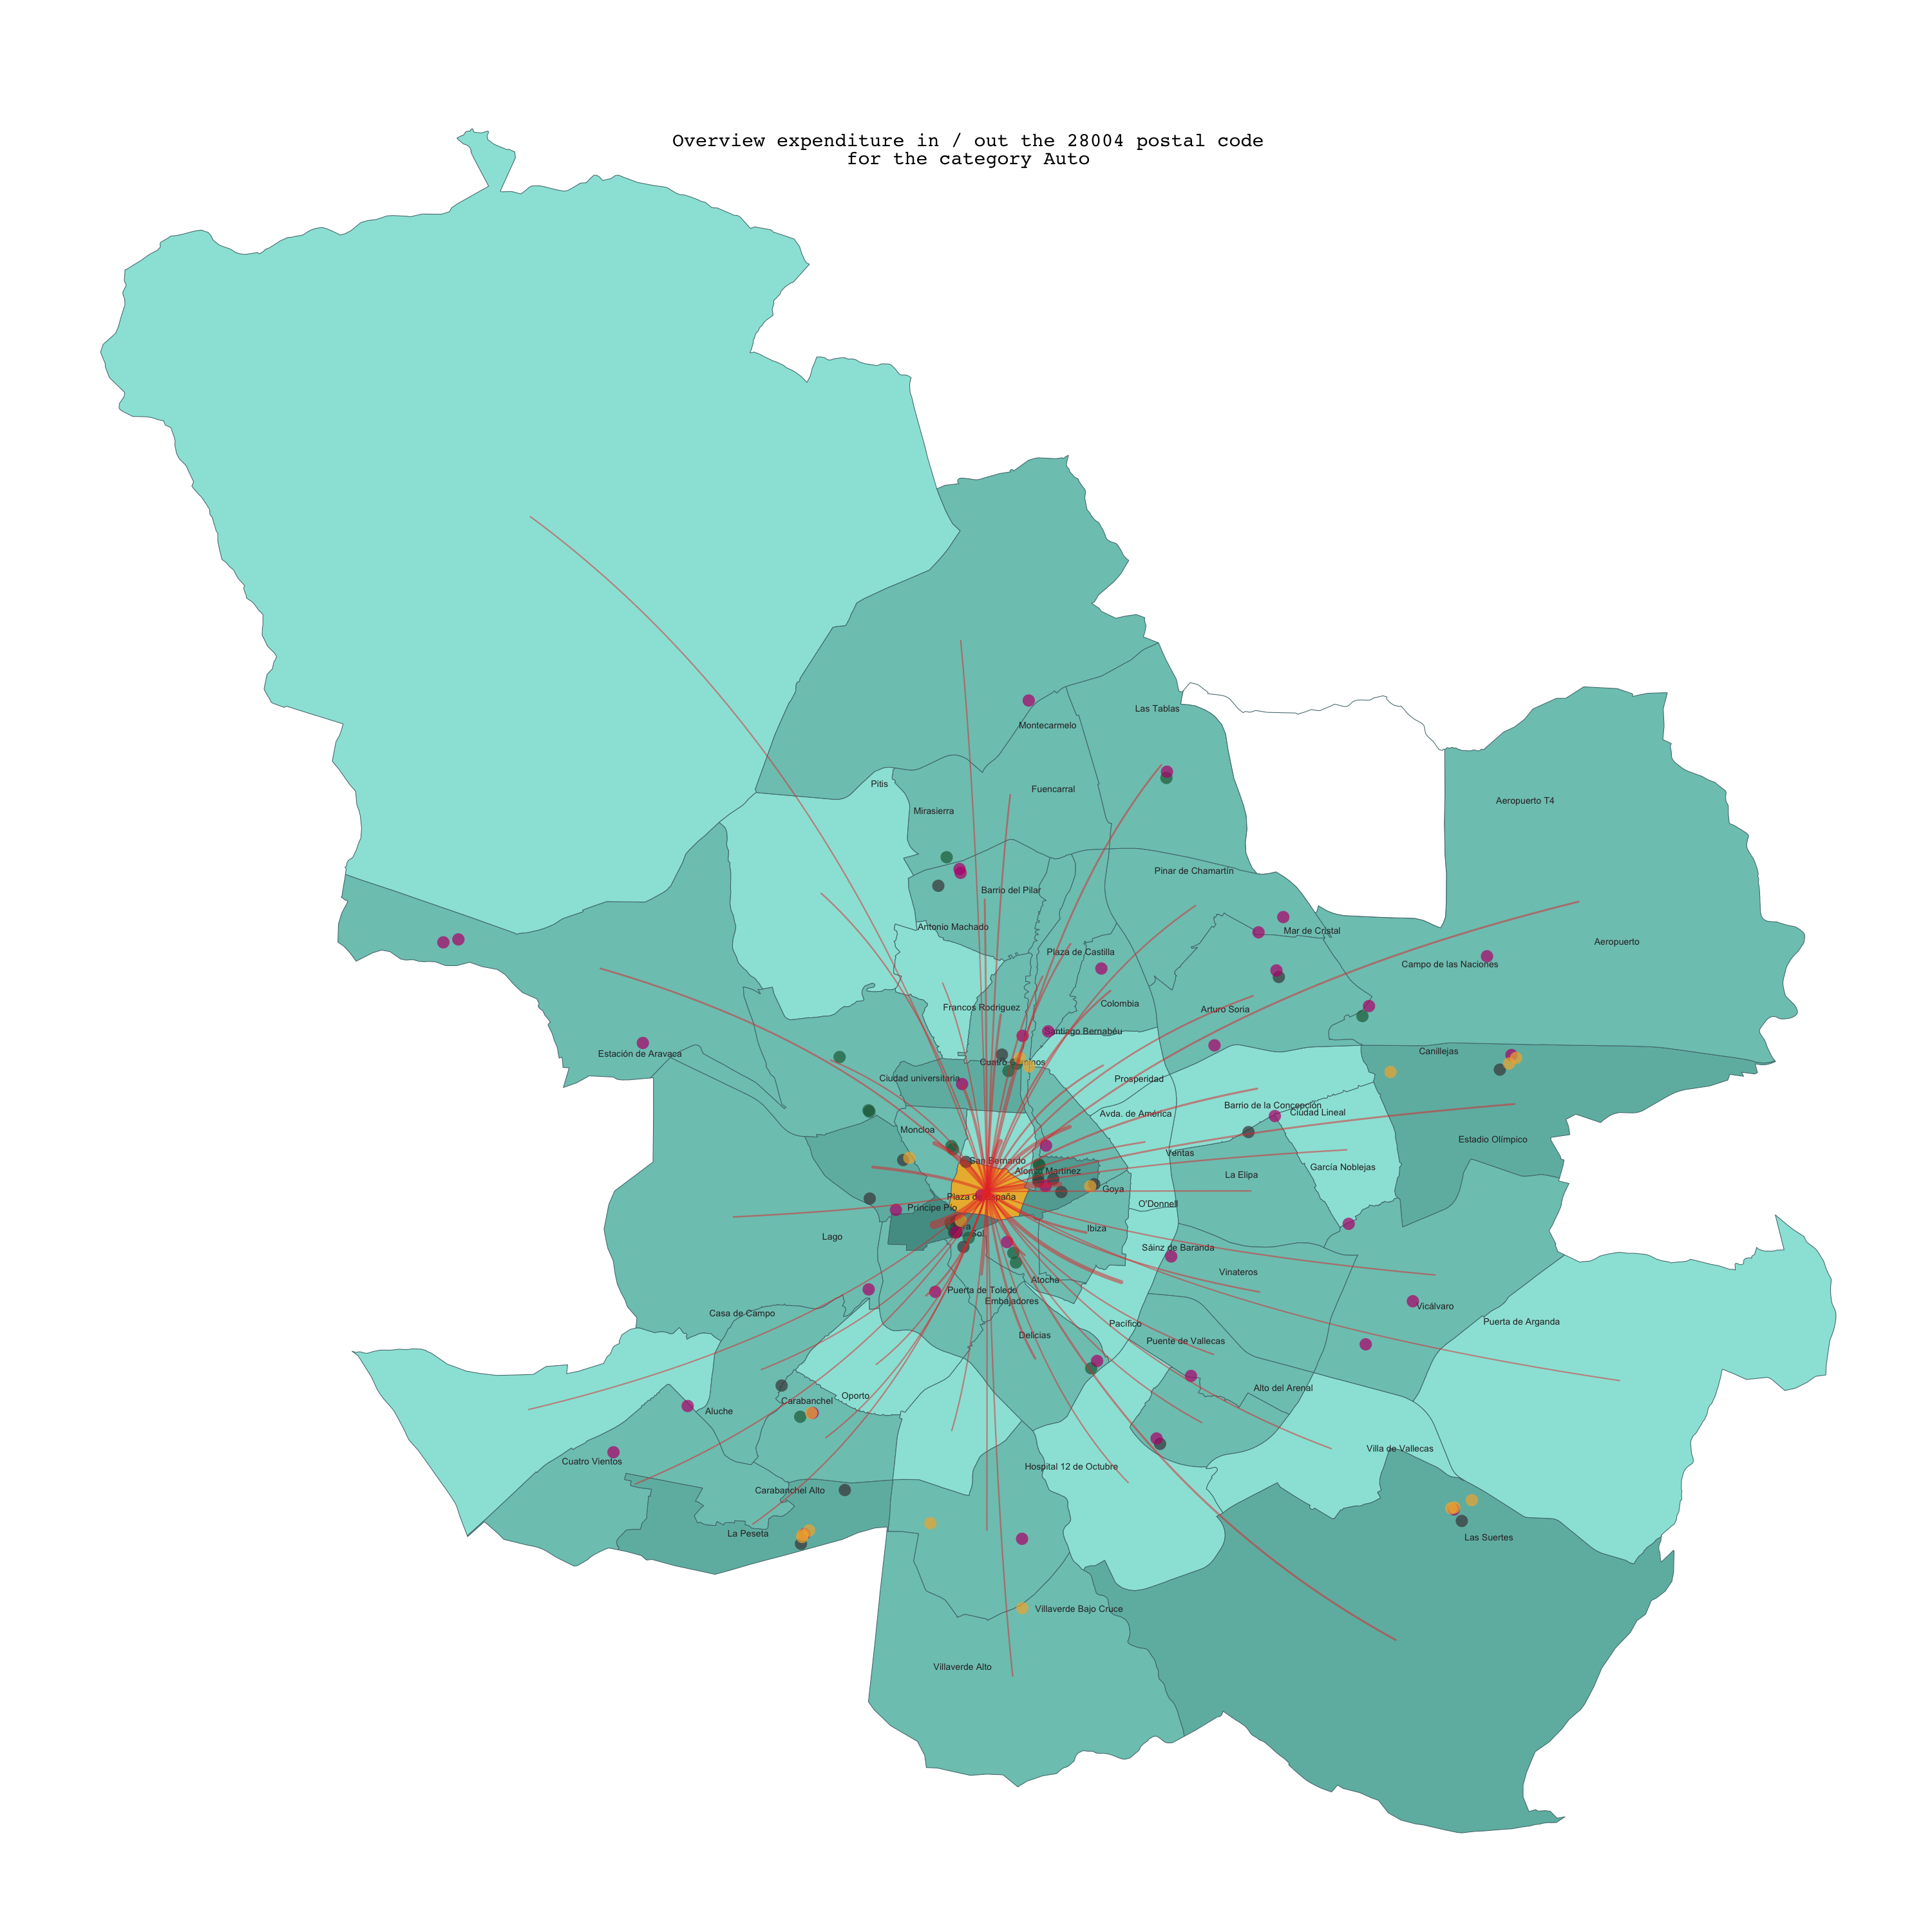 Overview expenditure in / out the 28004 postal code
for the category Auto
Las Tablas
Montecarmelo
Pitis
Fuencarral
Aeropuerto T4
Mirasierra
Pinar de Chamartín
Barrio del Pilar
Antonio Machado
Mar de Cristal
Aeropuerto
Plaza de Castilla
Campo de las Naciones
Colombia
Francos Rodriguez
Arturo Soria
Santiago Bernabéu
Estación de Aravaca
Canillejas
Ciudad universitaria
Prosperidad
Barrio de la Concepción
Avda. de América
Ciudad Lineal
Moncloa
Estadio Olímpico
Ventas
San Bernardo
García Noblejas
Alonso Martinez
La Elipa
Goya
Plaza de España
O'Donnell
Principe Pio
Ibiza
Sol
Lago
Sáinz de Baranda
Vinateros
Atocha
Puerta de Toledo
Embajadores
Vicálvaro
Casa de Campo
Pacífico
Puerta de Arganda
Delicias
Puente de Vallecas
Alto del Arenal
Oporto
Carabanchel
Aluche
Villa de Vallecas
Cuatro Vientos
Hospital 12 de Octubre
Carabanchel Alto
La Peseta
Las Suertes
Villaverde Bajo Cruce
Villaverde Alto